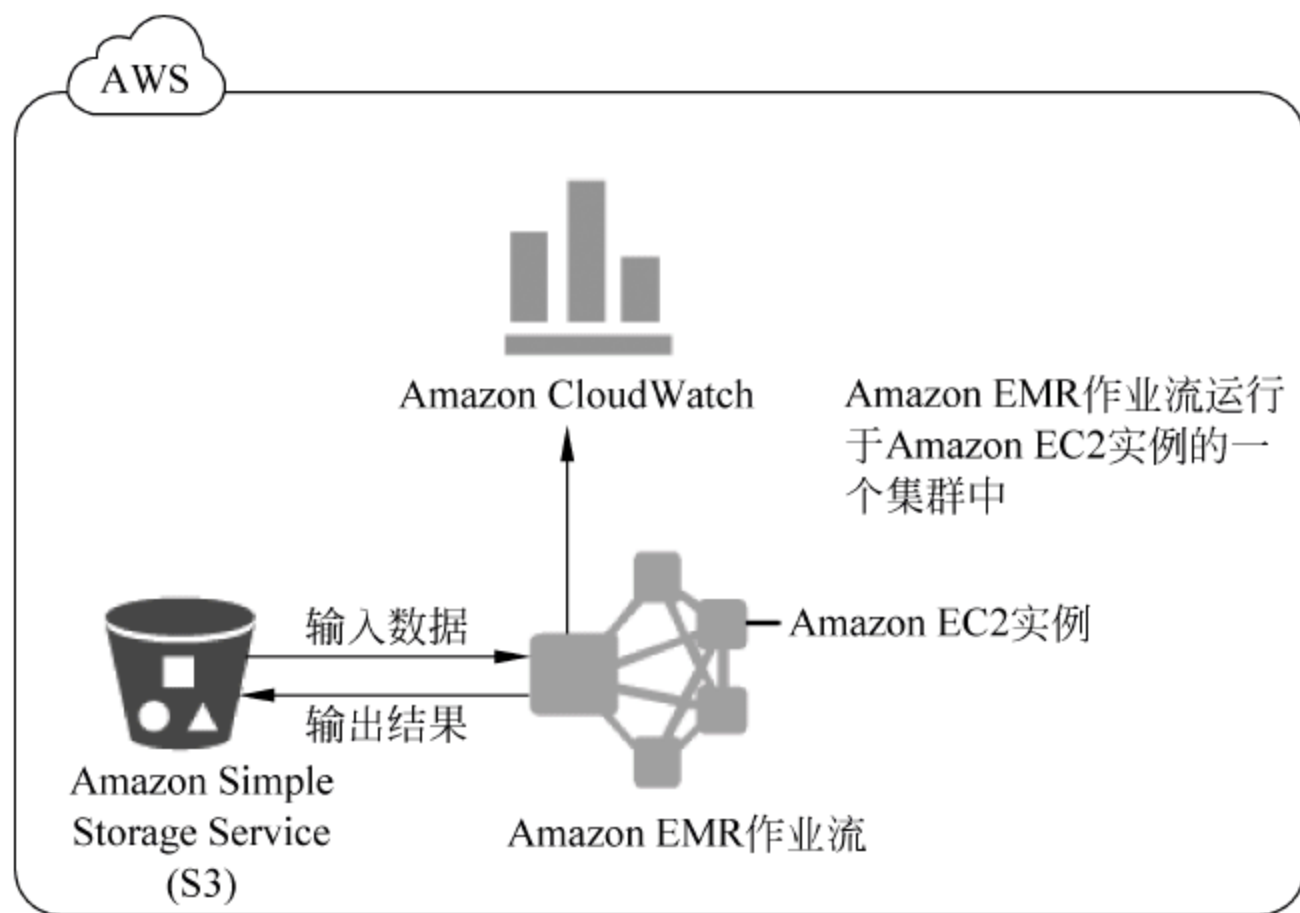 AWS
Amazon CloudWatch
Amazon EMR作业流运行
于Amazon EC2实例的一
个集群中
输入数据
Amazon EC2实例
输出结果
Amazon Simple
Storage Service
(S3)
Amazon EMR作业流